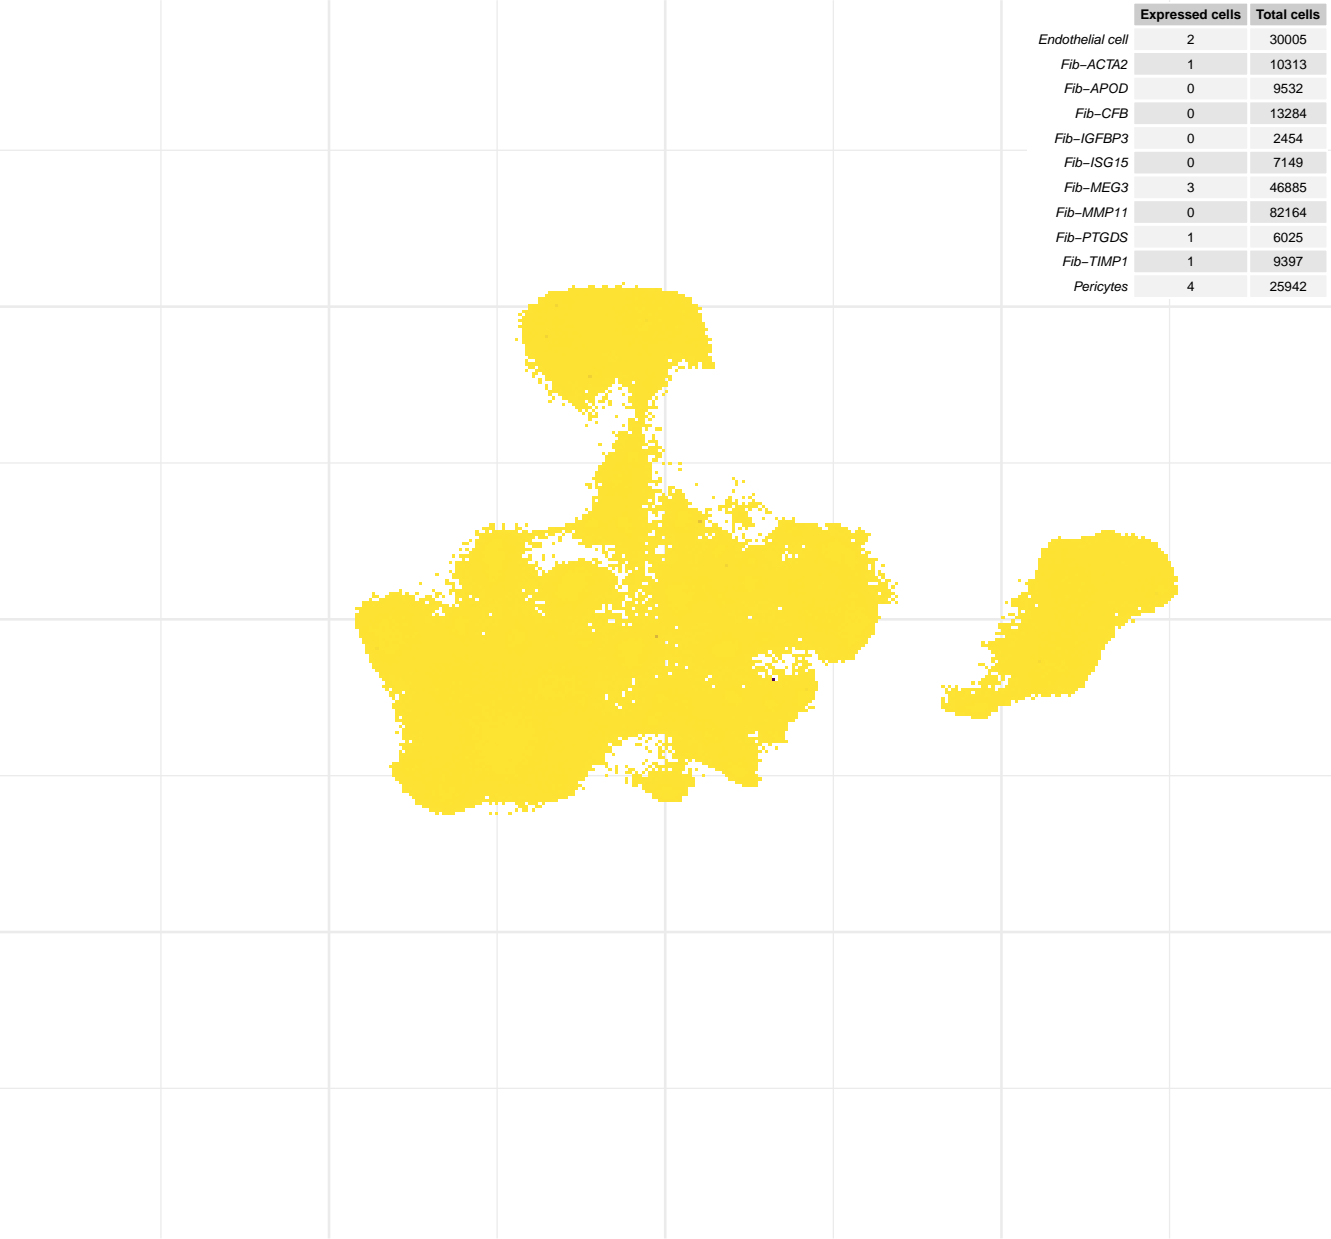 Expressed cells Total cells
Endothelial cell 2 30005
Fib−ACTA2 1 10313
Fib−APOD 0 9532
Fib−CFB 0 13284
Fib−IGFBP3 0 2454
Fib−ISG15 0 7149
Fib−MEG3 3 46885
Fib−MMP11 0 82164
Fib−PTGDS 1 6025
Fib−TIMP1 1 9397
Pericytes 4 25942